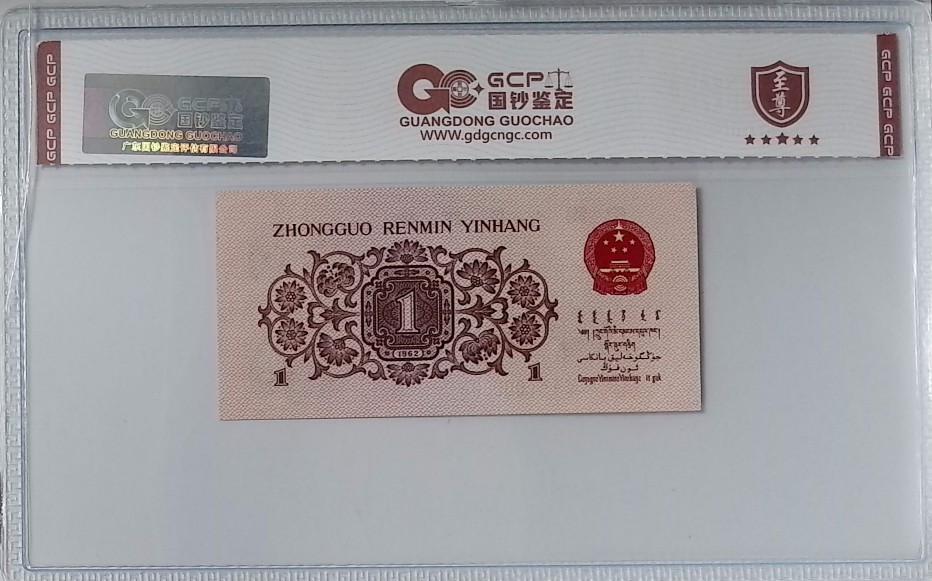 GCP GCP GCP
GCP
国钞鉴定
GUANGDONG GUOCHAO
广东国钞鉴定评估有限公司
GCP
国钞鉴定
GUANGDONG GUOCHAO
www.gdgcngc.com
至尊
★★★★★
GCP GCP GCP
ZHONGGUO RENMIN YINHANG
1
(1962)
1
1